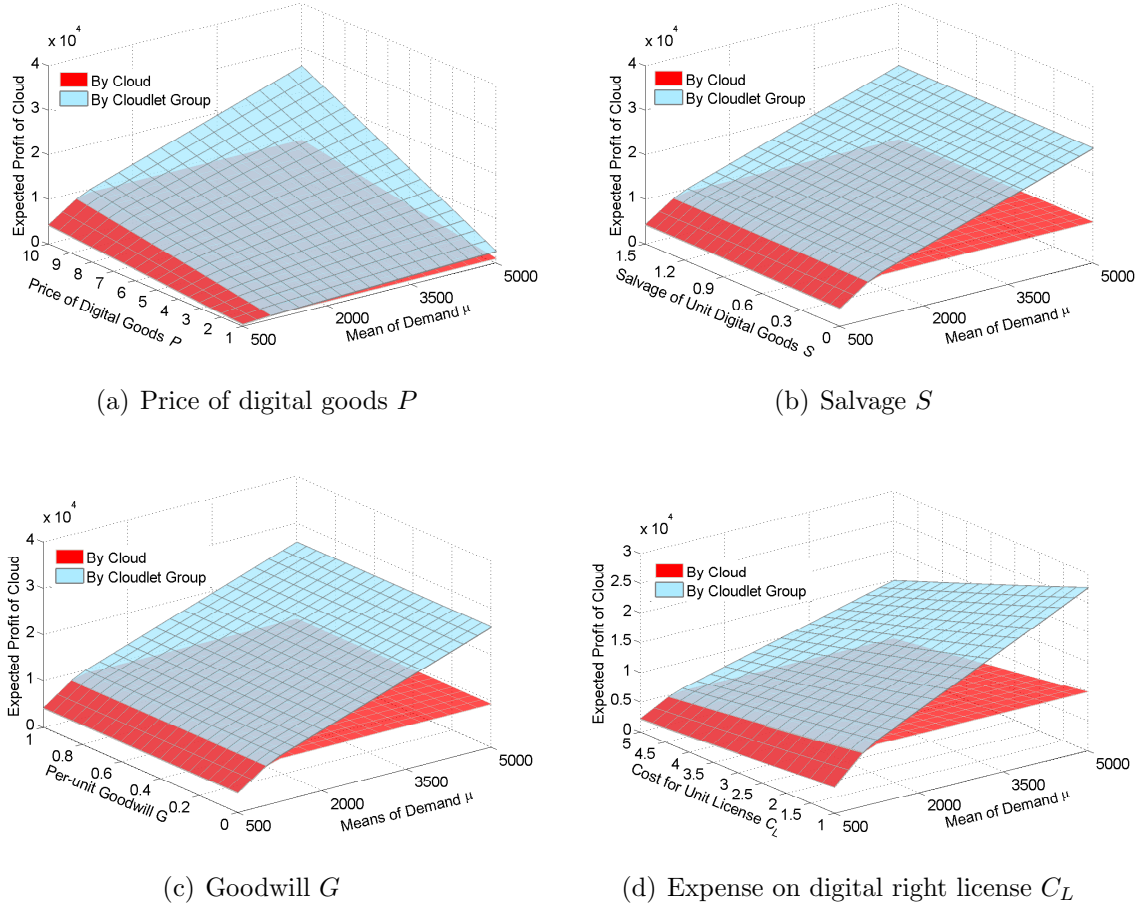 x 10^4
4
3
2
1
0
Expected Profit of Cloud
By Cloud
By Cloudlet Group
10
9
8
7
6
5
4
3
2
1
Price of Digital Goods P
500
2000
3500
5000
Mean of Demand μ
(a) Price of digital goods P
x 10^4
4
3
2
1
0
Expected Profit of Cloud
By Cloud
By Cloudlet Group
1.5
1.2
0.9
0.6
0.3
0
Salvage of Unit Digital Goods S
500
2000
3500
5000
Mean of Demand μ
(b) Salvage S
x 10^4
4
3
2
1
0
Expected Profit of Cloud
By Cloud
By Cloudlet Group
1
0.8
0.6
0.4
0.2
0
Per-unit Goodwill G
500
2000
3500
5000
Means of Demand μ
(c) Goodwill G
x 10^4
3
2.5
2
1.5
1
0.5
0
Expected Profit of Cloud
By Cloud
By Cloudlet Group
5
4.5
4
3.5
3
2.5
2
1.5
1
Cost for Unit License C_L
500
2000
3500
5000
Mean of Demand μ
(d) Expense on digital right license C_L